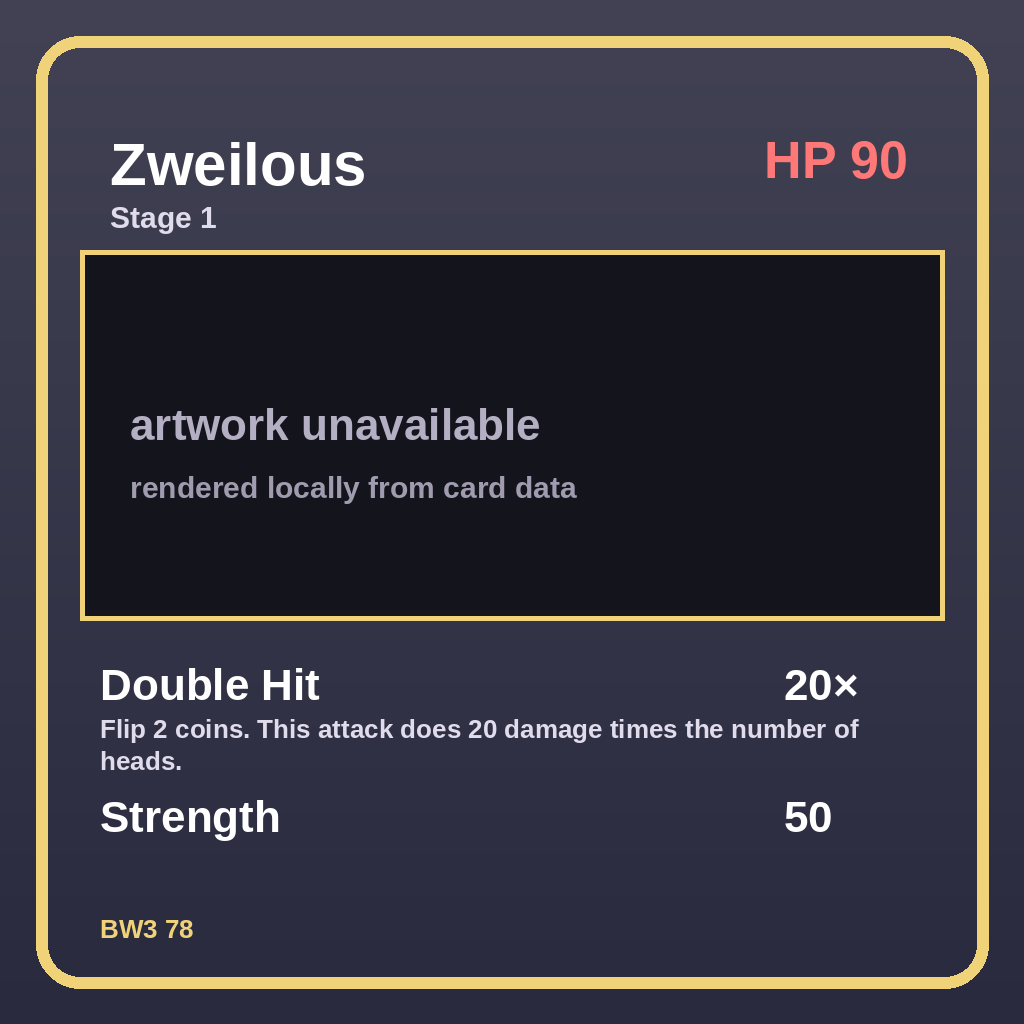 Zweilous
HP 90
Stage 1
artwork unavailable
rendered locally from card data
Double Hit
20×
Flip 2 coins. This attack does 20 damage times the number of
heads.
Strength
50
BW3 78